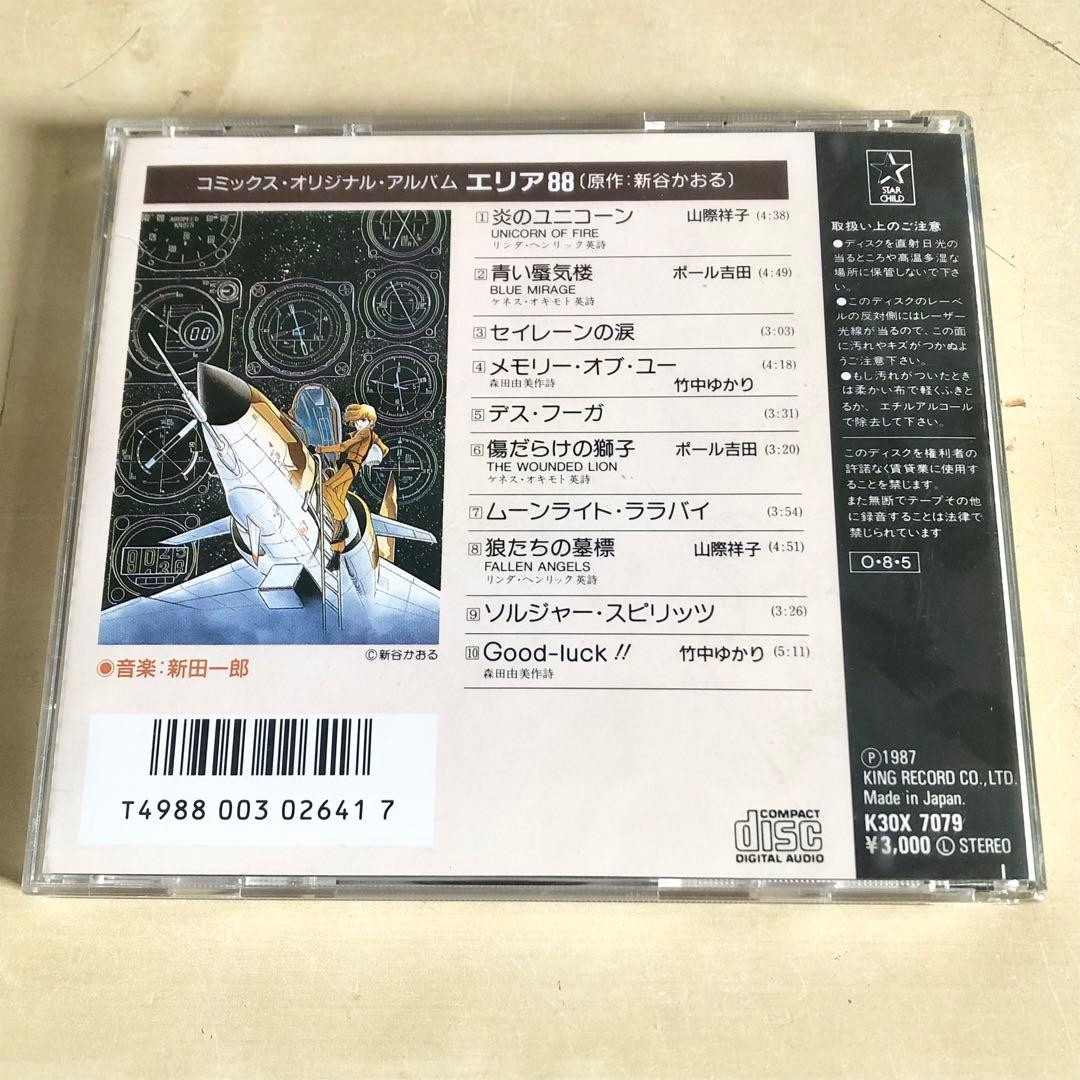 コミックス・オリジナル・アルバム エリア88（原作：新谷かおる）
1 炎のユニコーン 山際祥子 (4:38)
UNICORN OF FIRE
リンダ・ヘンリック英詩
2 青い蜃気楼 ポール吉田 (4:49)
BLUE MIRAGE
ケネス・オキモト英詩
3 セイレーンの涙 (3:03)
4 メモリー・オブ・ユー (4:18)
森田由美作詩 竹中ゆかり
5 デス・フーガ (3:31)
6 傷だらけの獅子 ポール吉田 (3:20)
THE WOUNDED LION
ケネス・オキモト英詩
7 ムーンライト・ララバイ (3:54)
8 狼たちの墓標 山際祥子 (4:51)
FALLEN ANGELS
リンダ・ヘンリック英詩
9 ソルジャー・スピリッツ (3:26)
10 Good-luck!! 竹中ゆかり (5:11)
森田由美作詩
AIRSPEED
KNOTS
00
©新谷かおる
◉音楽：新田一郎
T4988 003 02641 7
COMPACT
disc
DIGITAL AUDIO
STAR
CHILD
取扱い上のご注意
●ディスクを直射日光の
当るところや高温多湿な
場所に保管しないで下さ
い。
●このディスクのレーベ
ルの反対側にはレーザー
光線が当るので、この面
に汚れやキズがつかぬよ
うご注意下さい。
●もし汚れがついたとき
は柔かい布で軽くふきと
るか、エチルアルコール
で除去して下さい。
このディスクを権利者の
許諾なく賃貸業に使用す
ることを禁じます。
また無断でテープその他
に録音することは法律で
禁じられています
O・8・5
Ⓟ1987
KING RECORD CO.,LTD.
Made in Japan.
K30X 7079
¥3,000 Ⓛ STEREO